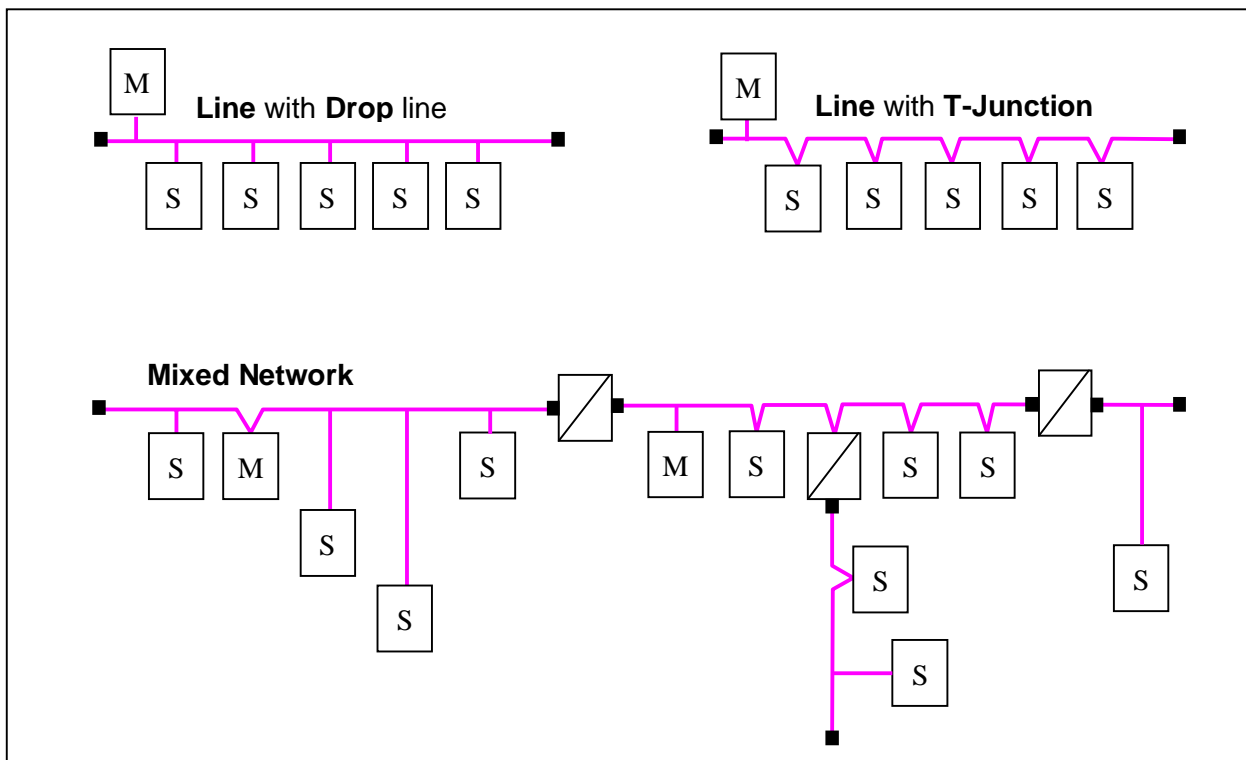 M
Line with Drop line
S S S S S
M
Line with T-Junction
S S S S S
Mixed Network
S M S S S
M S S S
S
S
S